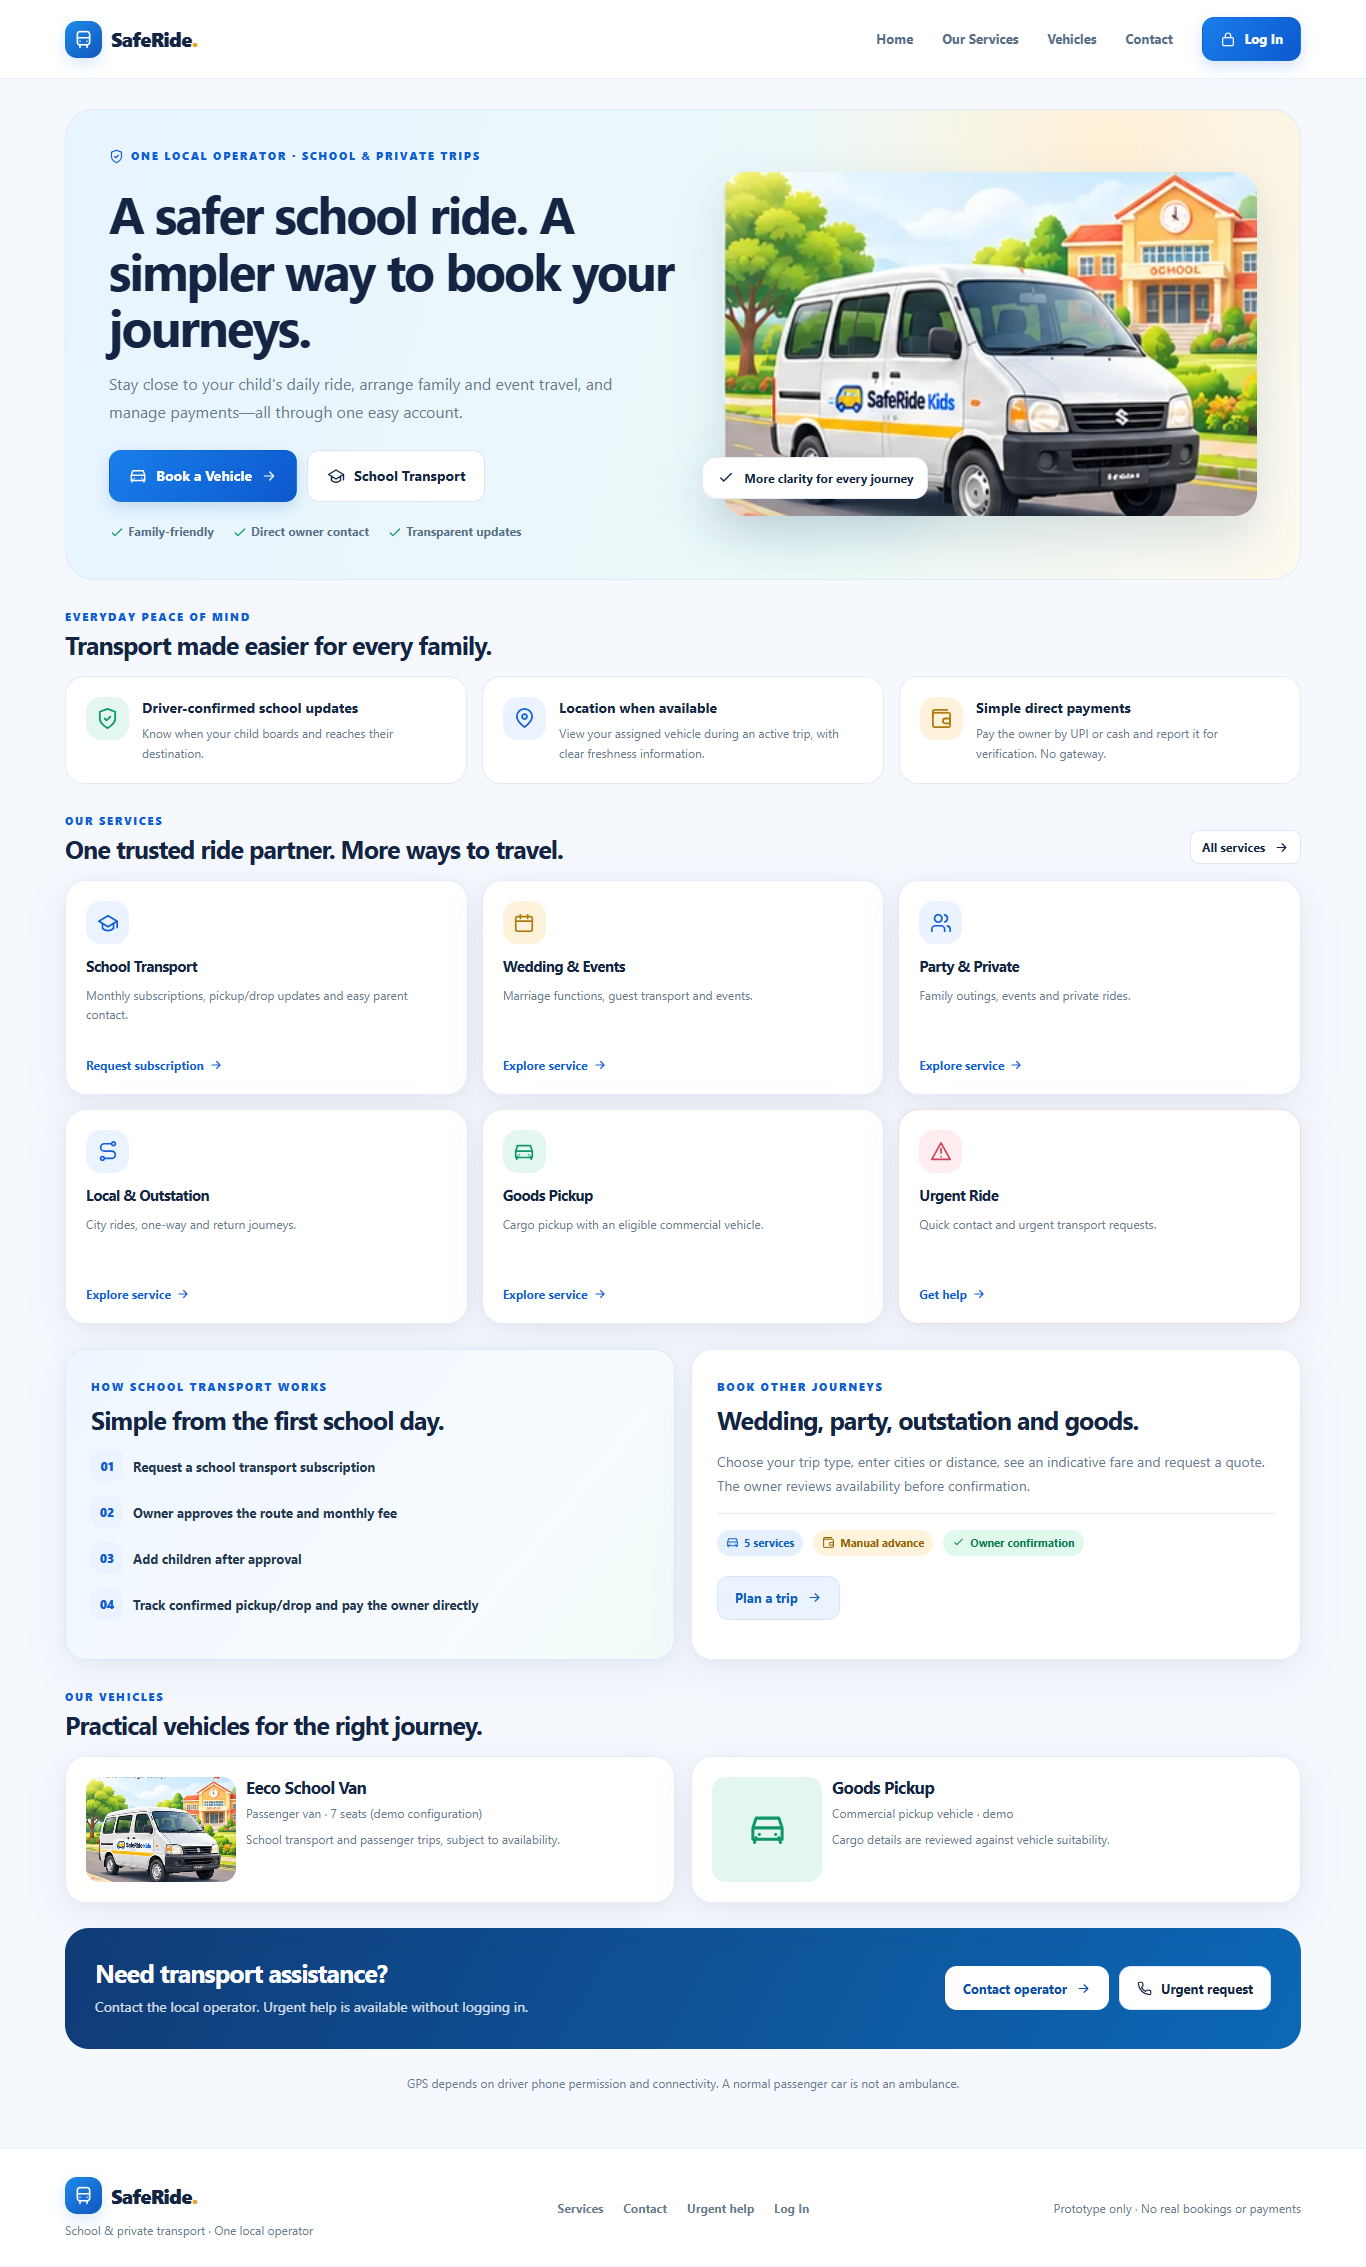 SafeRide.
Home
Our Services
Vehicles
Contact
Log In
ONE LOCAL OPERATOR · SCHOOL & PRIVATE TRIPS
A safer school ride. A
simpler way to book your
journeys.
Stay close to your child's daily ride, arrange family and event travel, and
manage payments—all through one easy account.
Book a Vehicle
School Transport
Family-friendly
Direct owner contact
Transparent updates
SCHOOL
SafeRide Kids
More clarity for every journey
EVERYDAY PEACE OF MIND
Transport made easier for every family.
Driver-confirmed school updates
Know when your child boards and reaches their
destination.
Location when available
View your assigned vehicle during an active trip, with
clear freshness information.
Simple direct payments
Pay the owner by UPI or cash and report it for
verification. No gateway.
OUR SERVICES
One trusted ride partner. More ways to travel.
All services
School Transport
Monthly subscriptions, pickup/drop updates and easy parent
contact.
Request subscription
Wedding & Events
Marriage functions, guest transport and events.
Explore service
Party & Private
Family outings, events and private rides.
Explore service
Local & Outstation
City rides, one-way and return journeys.
Explore service
Goods Pickup
Cargo pickup with an eligible commercial vehicle.
Explore service
Urgent Ride
Quick contact and urgent transport requests.
Get help
HOW SCHOOL TRANSPORT WORKS
Simple from the first school day.
01 Request a school transport subscription
02 Owner approves the route and monthly fee
03 Add children after approval
04 Track confirmed pickup/drop and pay the owner directly
BOOK OTHER JOURNEYS
Wedding, party, outstation and goods.
Choose your trip type, enter cities or distance, see an indicative fare and request a quote.
The owner reviews availability before confirmation.
5 services
Manual advance
Owner confirmation
Plan a trip
OUR VEHICLES
Practical vehicles for the right journey.
SafeRide Kids
Eeco School Van
Passenger van · 7 seats (demo configuration)
School transport and passenger trips, subject to availability.
Goods Pickup
Commercial pickup vehicle · demo
Cargo details are reviewed against vehicle suitability.
Need transport assistance?
Contact the local operator. Urgent help is available without logging in.
Contact operator
Urgent request
GPS depends on driver phone permission and connectivity. A normal passenger car is not an ambulance.
SafeRide.
School & private transport · One local operator
Services
Contact
Urgent help
Log In
Prototype only · No real bookings or payments